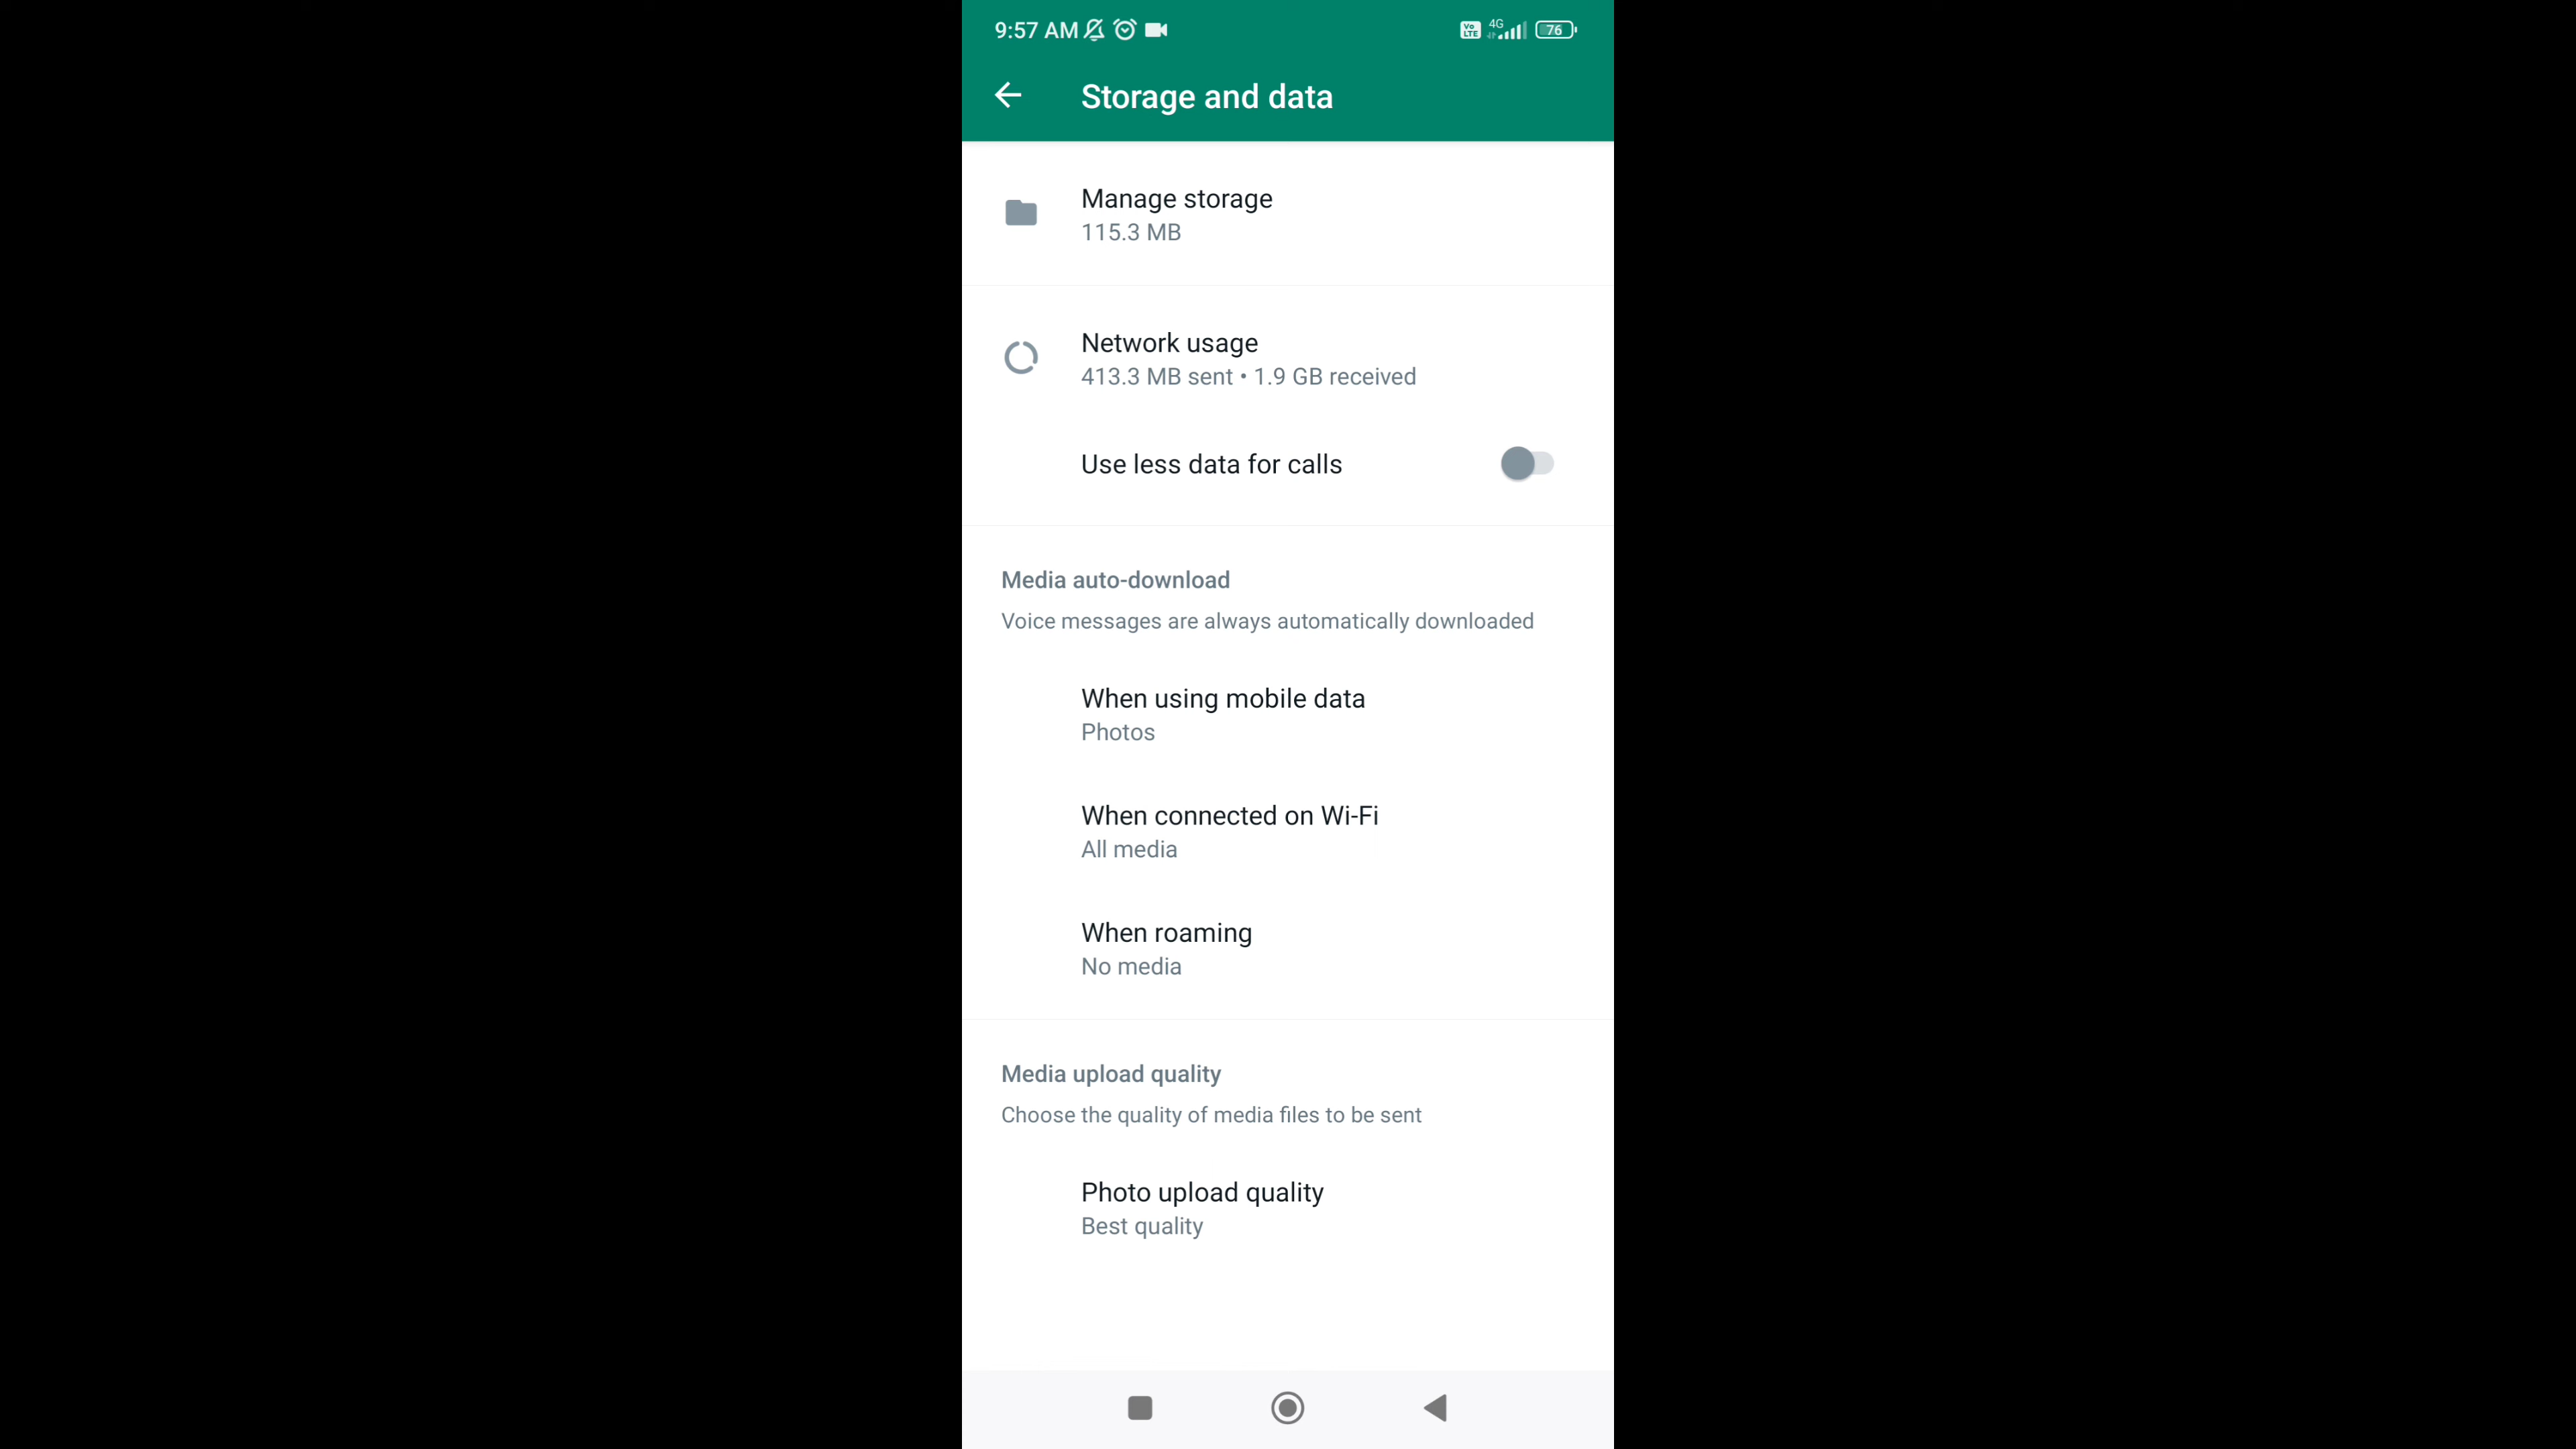 9:57 AM
Vo LTE 4G 76
Storage and data
Manage storage
115.3 MB
Network usage
413.3 MB sent • 1.9 GB received
Use less data for calls
Media auto-download
Voice messages are always automatically downloaded
When using mobile data
Photos
When connected on Wi-Fi
All media
When roaming
No media
Media upload quality
Choose the quality of media files to be sent
Photo upload quality
Best quality